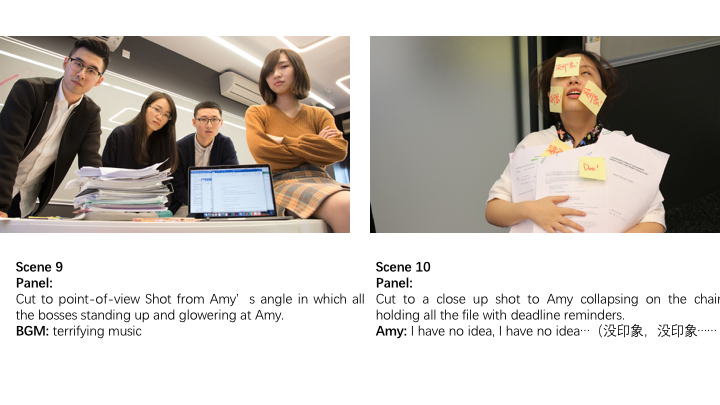 Scene 9
Panel:
Cut to point-of-view Shot from Amy’s angle in which all
the bosses standing up and glowering at Amy.
BGM: terrifying music
Due!
Scene 10
Panel:
Cut to a close up shot to Amy collapsing on the chair
holding all the file with deadline reminders.
Amy: I have no idea, I have no idea…（没印象，没印象……